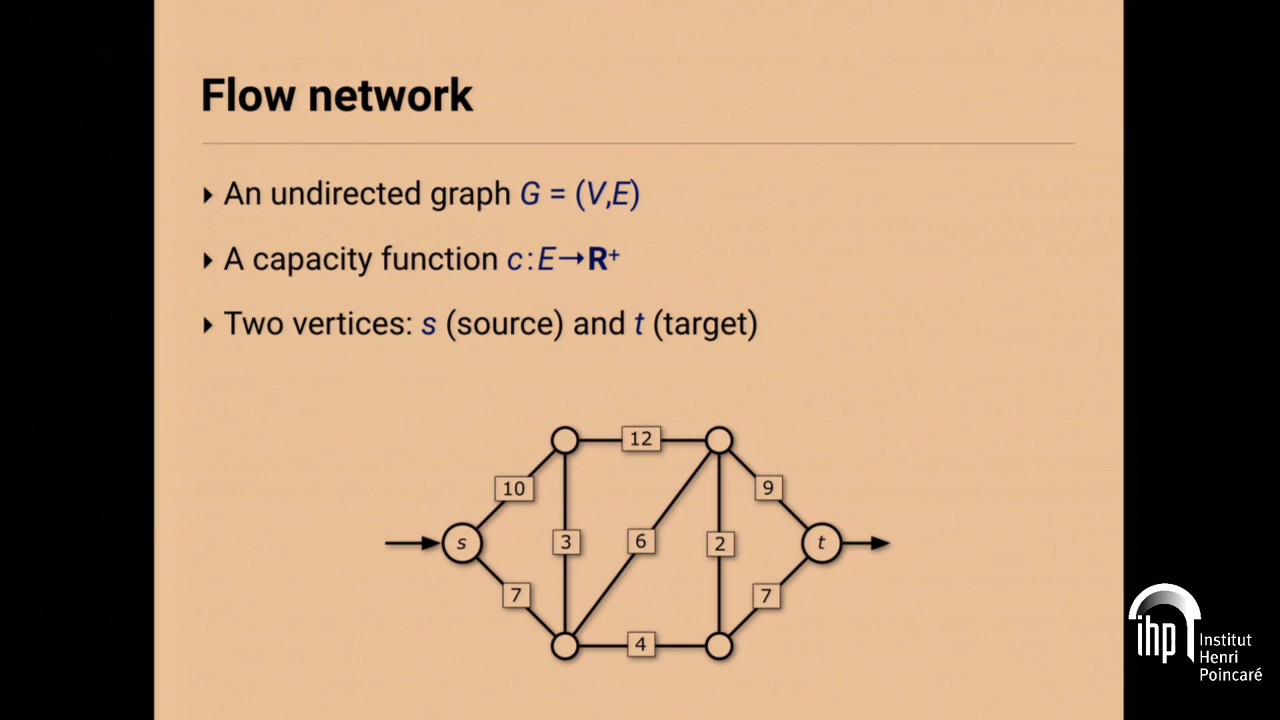 Flow network
‣ An undirected graph G = (V,E)
‣ A capacity function c:E→R⁺
‣ Two vertices: s (source) and t (target)
12
10
9
s
3
6
2
t
7
7
4
ihp Institut
Henri
Poincaré